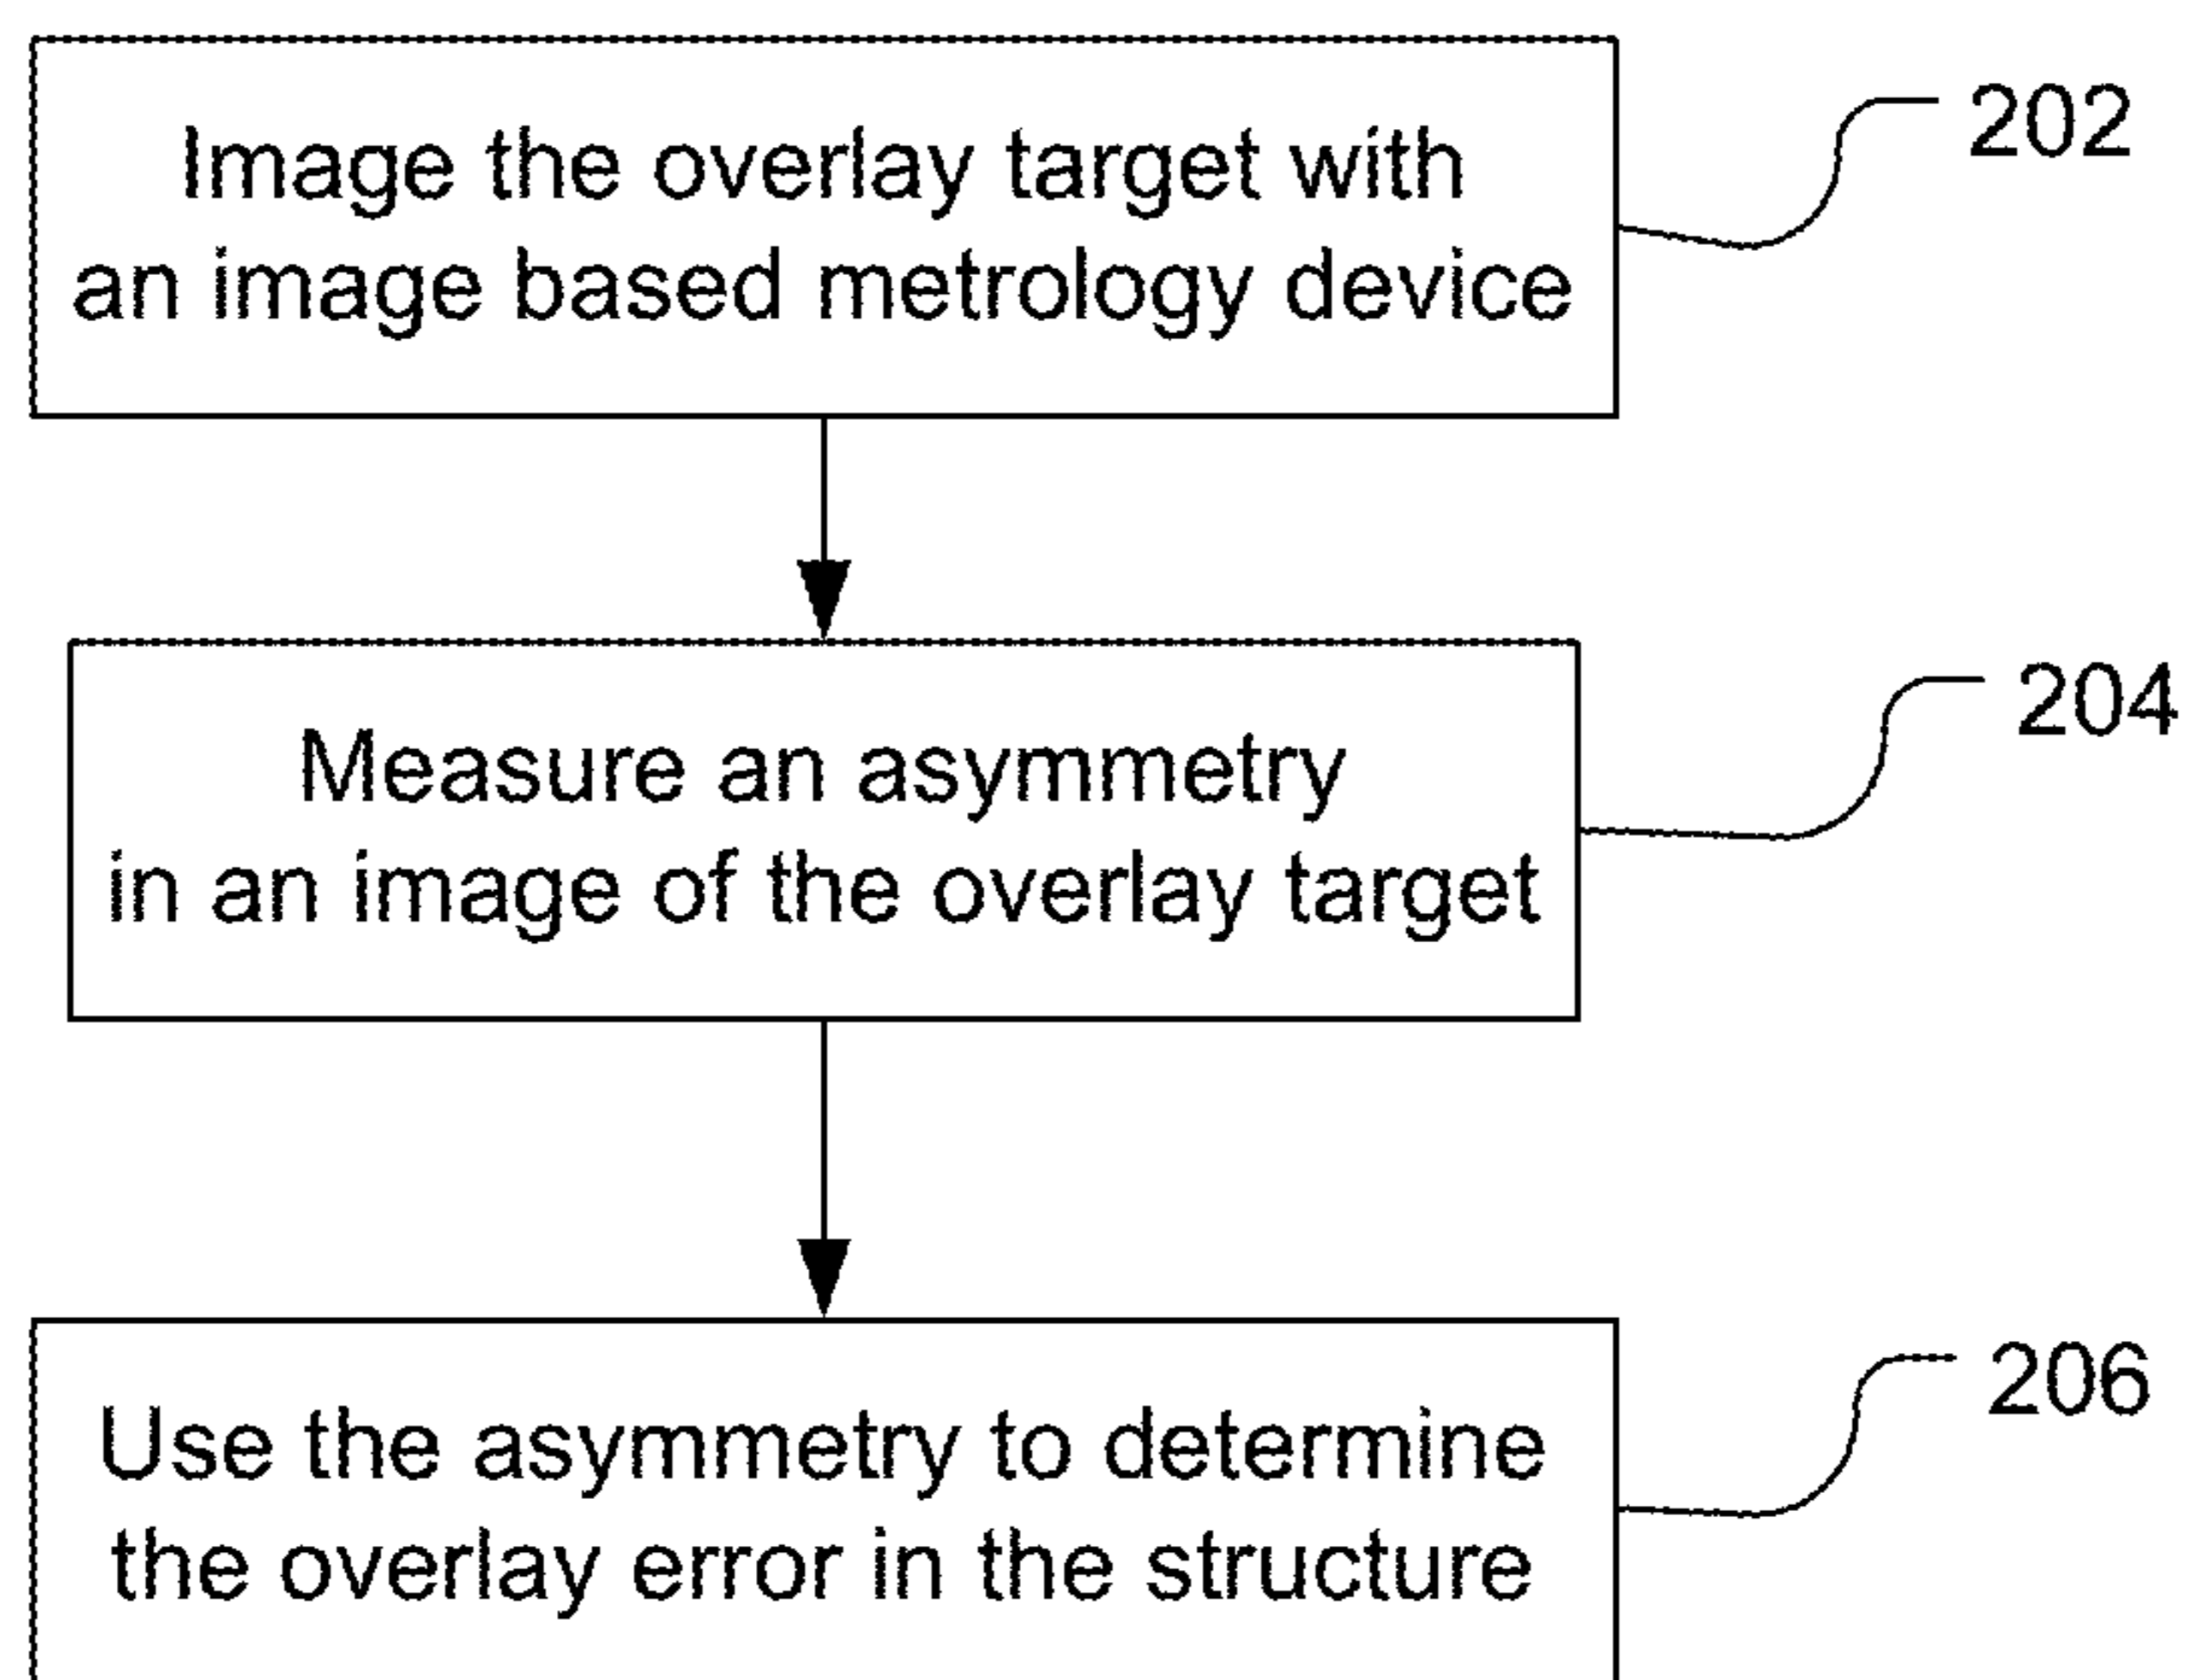 Image the overlay target with
an image based metrology device
202
Measure an asymmetry
in an image of the overlay target
204
Use the asymmetry to determine
the overlay error in the structure
206